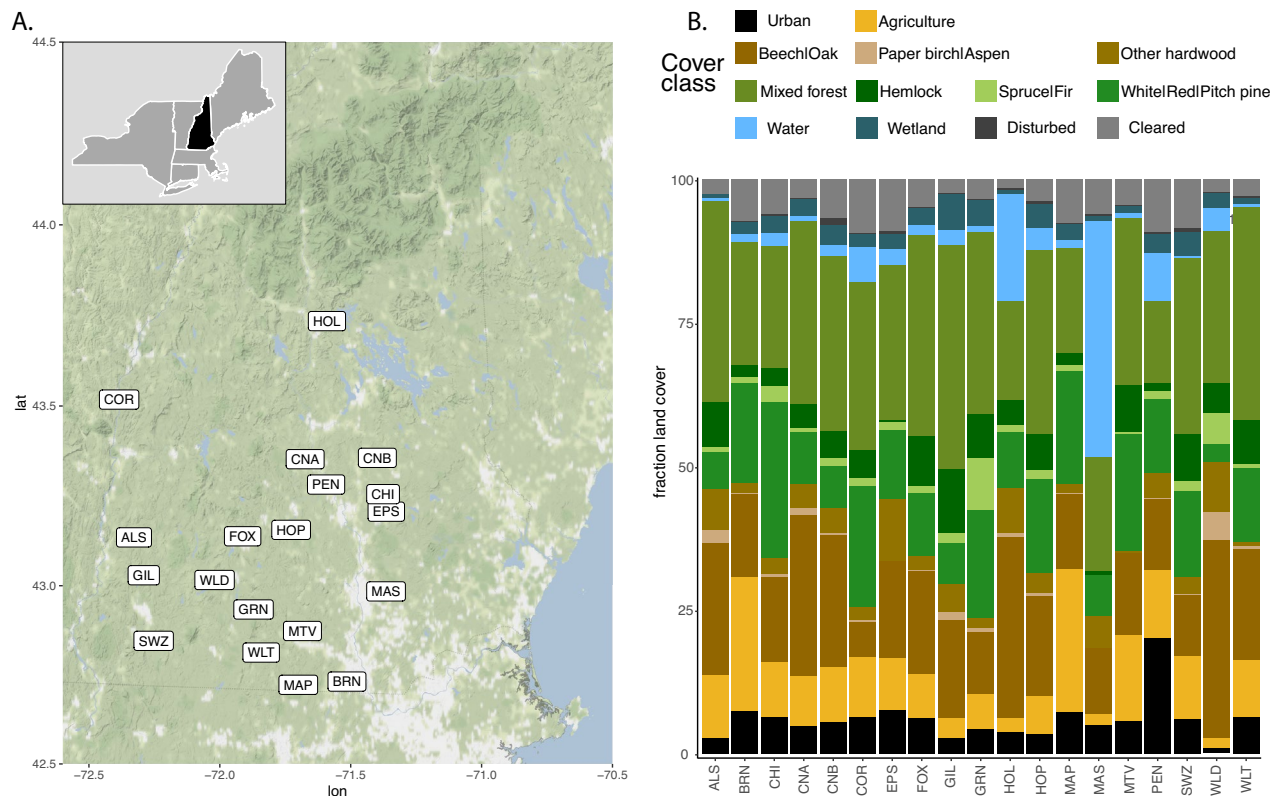 A.
44.5
44.0
43.5
43.0
42.5
lat
HOL
COR
CNA
CNB
PEN
CHI
EPS
HOP
FOX
ALS
GIL
WLD
MAS
GRN
MTV
SWZ
WLT
MAP
BRN
−72.5 −72.0 −71.5 −71.0 −70.5
lon
B.
Cover
class
Urban Agriculture
Beech|Oak Paper birch|Aspen Other hardwood
Mixed forest Hemlock Spruce|Fir White|Red|Pitch pine
Water Wetland Disturbed Cleared
100
75
50
25
0
fraction land cover
ALS BRN CHI CNA CNB COR EPS FOX GIL GRN HOL HOP MAP MAS MTV PEN SWZ WLD WLT